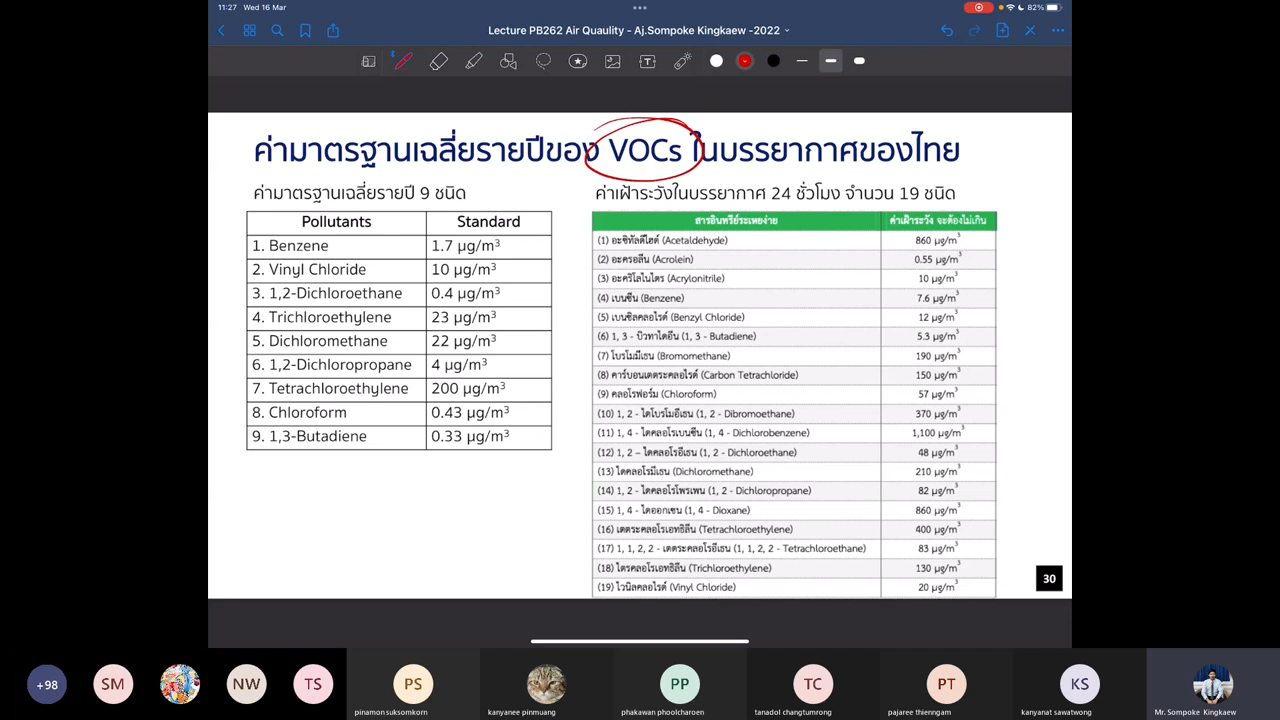 11:27 Wed 16 Mar
82%
Lecture PB262 Air Quaulity - Aj.Sompoke Kingkaew -2022
ค่ามาตรฐานเฉลี่ยรายปีของ VOCs ในบรรยากาศของไทย
ค่ามาตรฐานเฉลี่ยรายปี 9 ชนิด
Pollutants Standard
1. Benzene 1.7 µg/m³
2. Vinyl Chloride 10 µg/m³
3. 1,2-Dichloroethane 0.4 µg/m³
4. Trichloroethylene 23 µg/m³
5. Dichloromethane 22 µg/m³
6. 1,2-Dichloropropane 4 µg/m³
7. Tetrachloroethylene 200 µg/m³
8. Chloroform 0.43 µg/m³
9. 1,3-Butadiene 0.33 µg/m³
ค่าเฝ้าระวังในบรรยากาศ 24 ชั่วโมง จำนวน 19 ชนิด
สารอินทรีย์ระเหยง่าย ค่าเฝ้าระวัง จะต้องไม่เกิน
(1) อะซิทัลดีไฮด์ (Acetaldehyde) 860 µg/m³
(2) อะครอลีน (Acrolein) 0.55 µg/m³
(3) อะคริโลไนไตร (Acrylonitrile) 10 µg/m³
(4) เบนซีน (Benzene) 7.6 µg/m³
(5) เบนซิลคลอไรด์ (Benzyl Chloride) 12 µg/m³
(6) 1, 3 - บิวทาไดอีน (1, 3 - Butadiene) 5.3 µg/m³
(7) โบรโมมีเธน (Bromomethane) 190 µg/m³
(8) คาร์บอนเตตระคลอไรด์ (Carbon Tetrachloride) 150 µg/m³
(9) คลอโรฟอร์ม (Chloroform) 57 µg/m³
(10) 1, 2 - ไดโบรโมอีเธน (1, 2 - Dibromoethane) 370 µg/m³
(11) 1, 4 - ไดคลอโรเบนซีน (1, 4 - Dichlorobenzene) 1,100 µg/m³
(12) 1, 2 – ไดคลอโรอีเธน (1, 2 - Dichloroethane) 48 µg/m³
(13) ไดคลอโรมีเธน (Dichloromethane) 210 µg/m³
(14) 1, 2 - ไดคลอโรโพรเพน (1, 2 - Dichloropropane) 82 µg/m³
(15) 1, 4 - ไดออกเซน (1, 4 - Dioxane) 860 µg/m³
(16) เตตระคลอโรเอทธิลีน (Tetrachloroethylene) 400 µg/m³
(17) 1, 1, 2, 2 - เตตระคลอโรอีเธน (1, 1, 2, 2 - Tetrachloroethane) 83 µg/m³
(18) ไตรคลอโรเอทธิลีน (Trichloroethylene) 130 µg/m³
(19) ไวนิลคลอไรด์ (Vinyl Chloride) 20 µg/m³
30
+98 SM NW TS PS PP TC PT KS
pinamon suksomkorn kanyanee pinmuang phakawan phoolcharoen tanadol changtumrong pajaree thienngam kanyanat sawatwong Mr. Sompoke Kingkaew